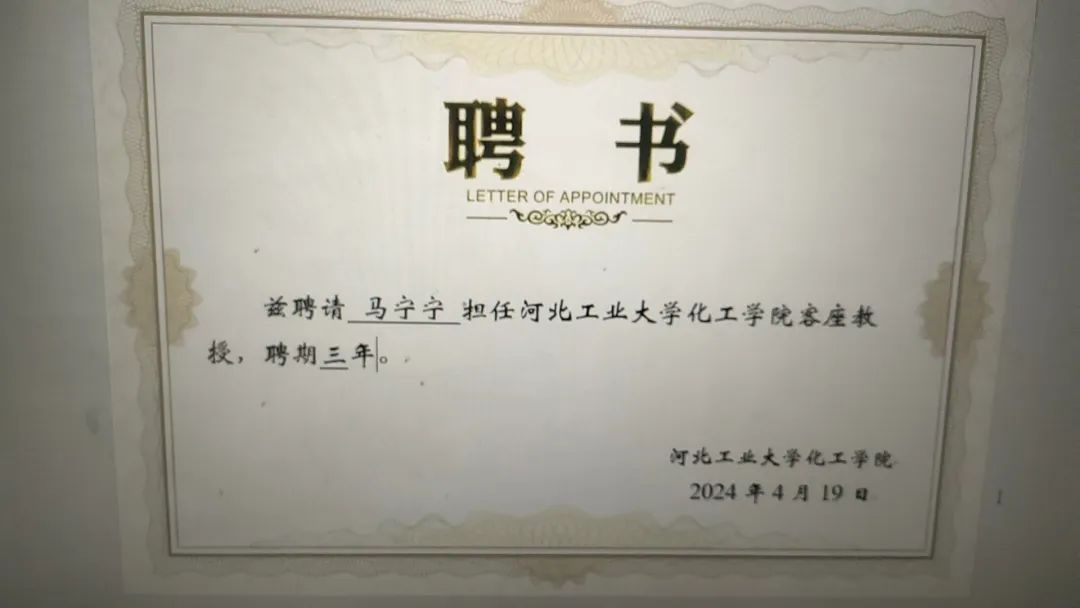 聘 书
LETTER OF APPOINTMENT
兹聘请 马宁宁 担任河北工业大学化工学院客座教
授，聘期三年。
河北工业大学化工学院
2024 年 4 月 19 日